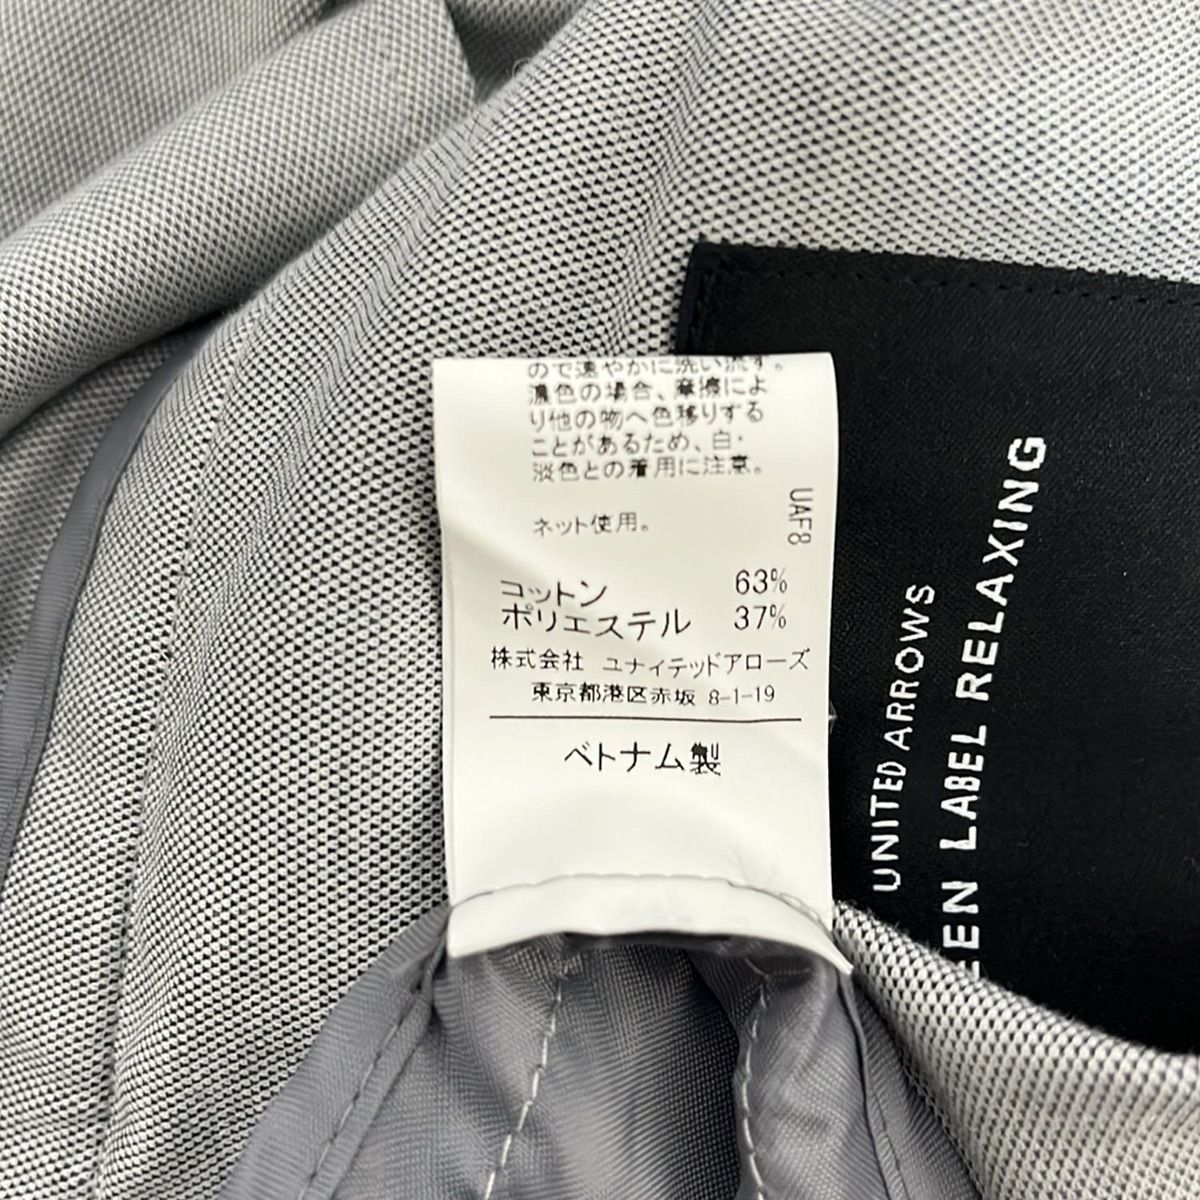 ので速やかに洗い流す。
濃色の場合、摩擦によ
り他の物へ色移りする
ことがあるため、白・
淡色との着用に注意。
ネット使用。
UAF8
コットン 63%
ポリエステル 37%
株式会社 ユナイテッドアローズ
東京都港区赤坂 8-1-19
ベトナム製
UNITED ARROWS
EEN LABEL RELAXING